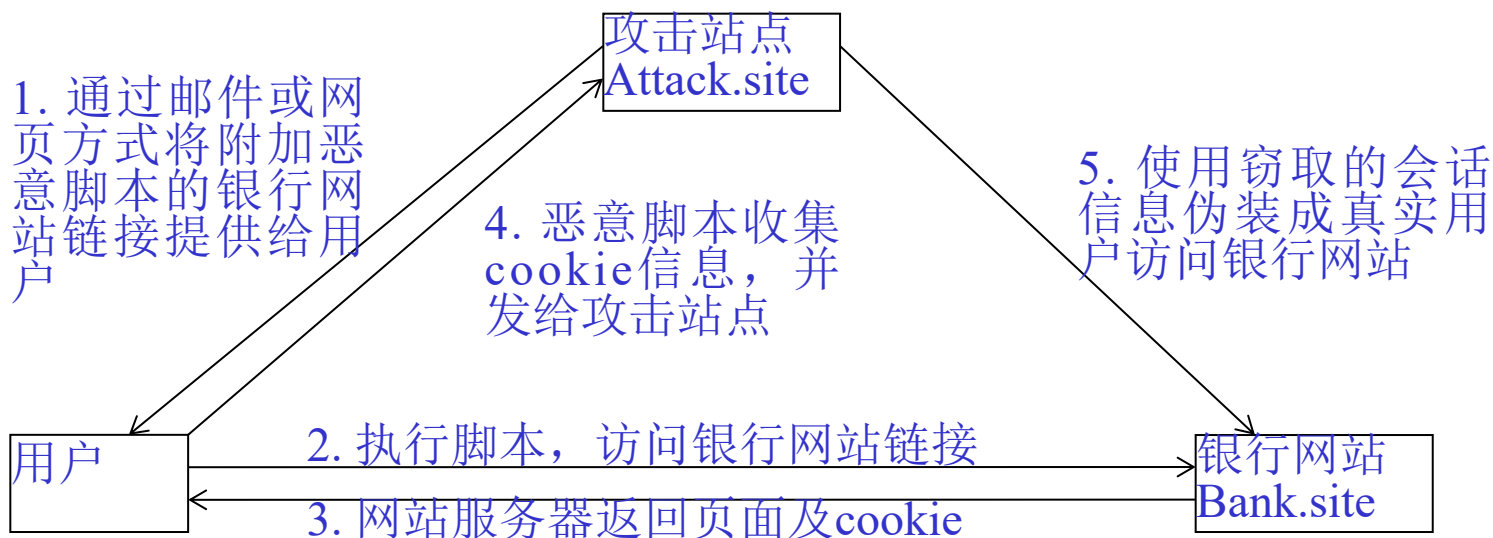 攻击站点
Attack.site
1. 通过邮件或网
页方式将附加恶
意脚本的银行网
站链接提供给用
户
4. 恶意脚本收集
cookie信息，并
发给攻击站点
5. 使用窃取的会话
信息伪装成真实用
户访问银行网站
用户
2. 执行脚本，访问银行网站链接
3. 网站服务器返回页面及cookie
银行网站
Bank.site